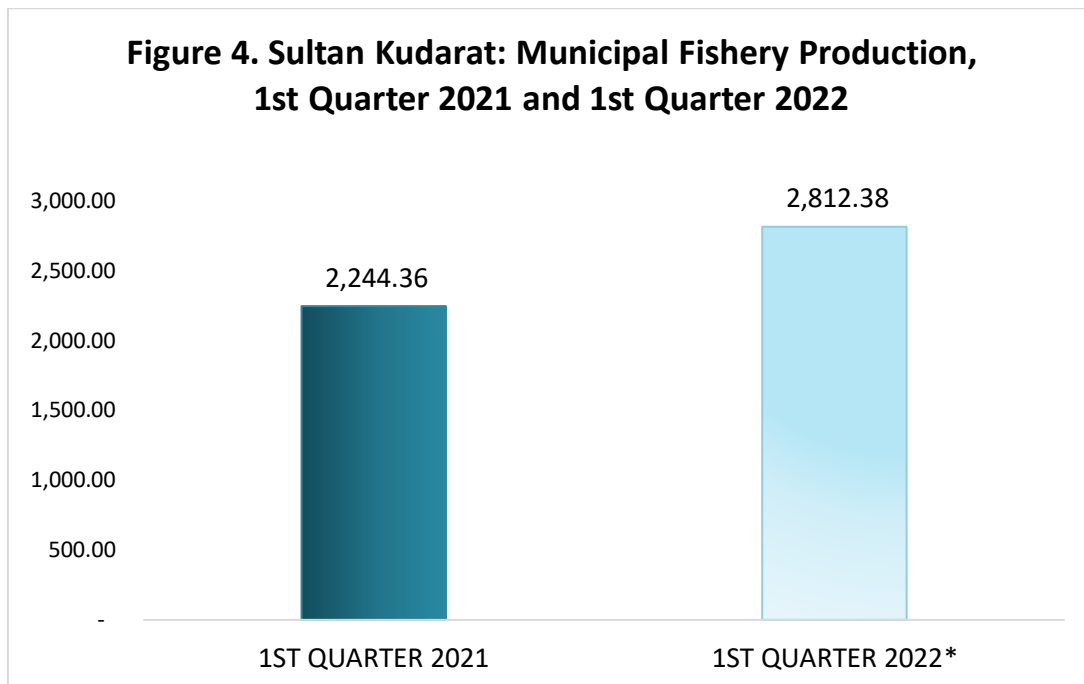 Figure 4. Sultan Kudarat: Municipal Fishery Production,
1st Quarter 2021 and 1st Quarter 2022
3,000.00
2,500.00
2,000.00
1,500.00
1,000.00
500.00
-
2,244.36
2,812.38
1ST QUARTER 2021
1ST QUARTER 2022*